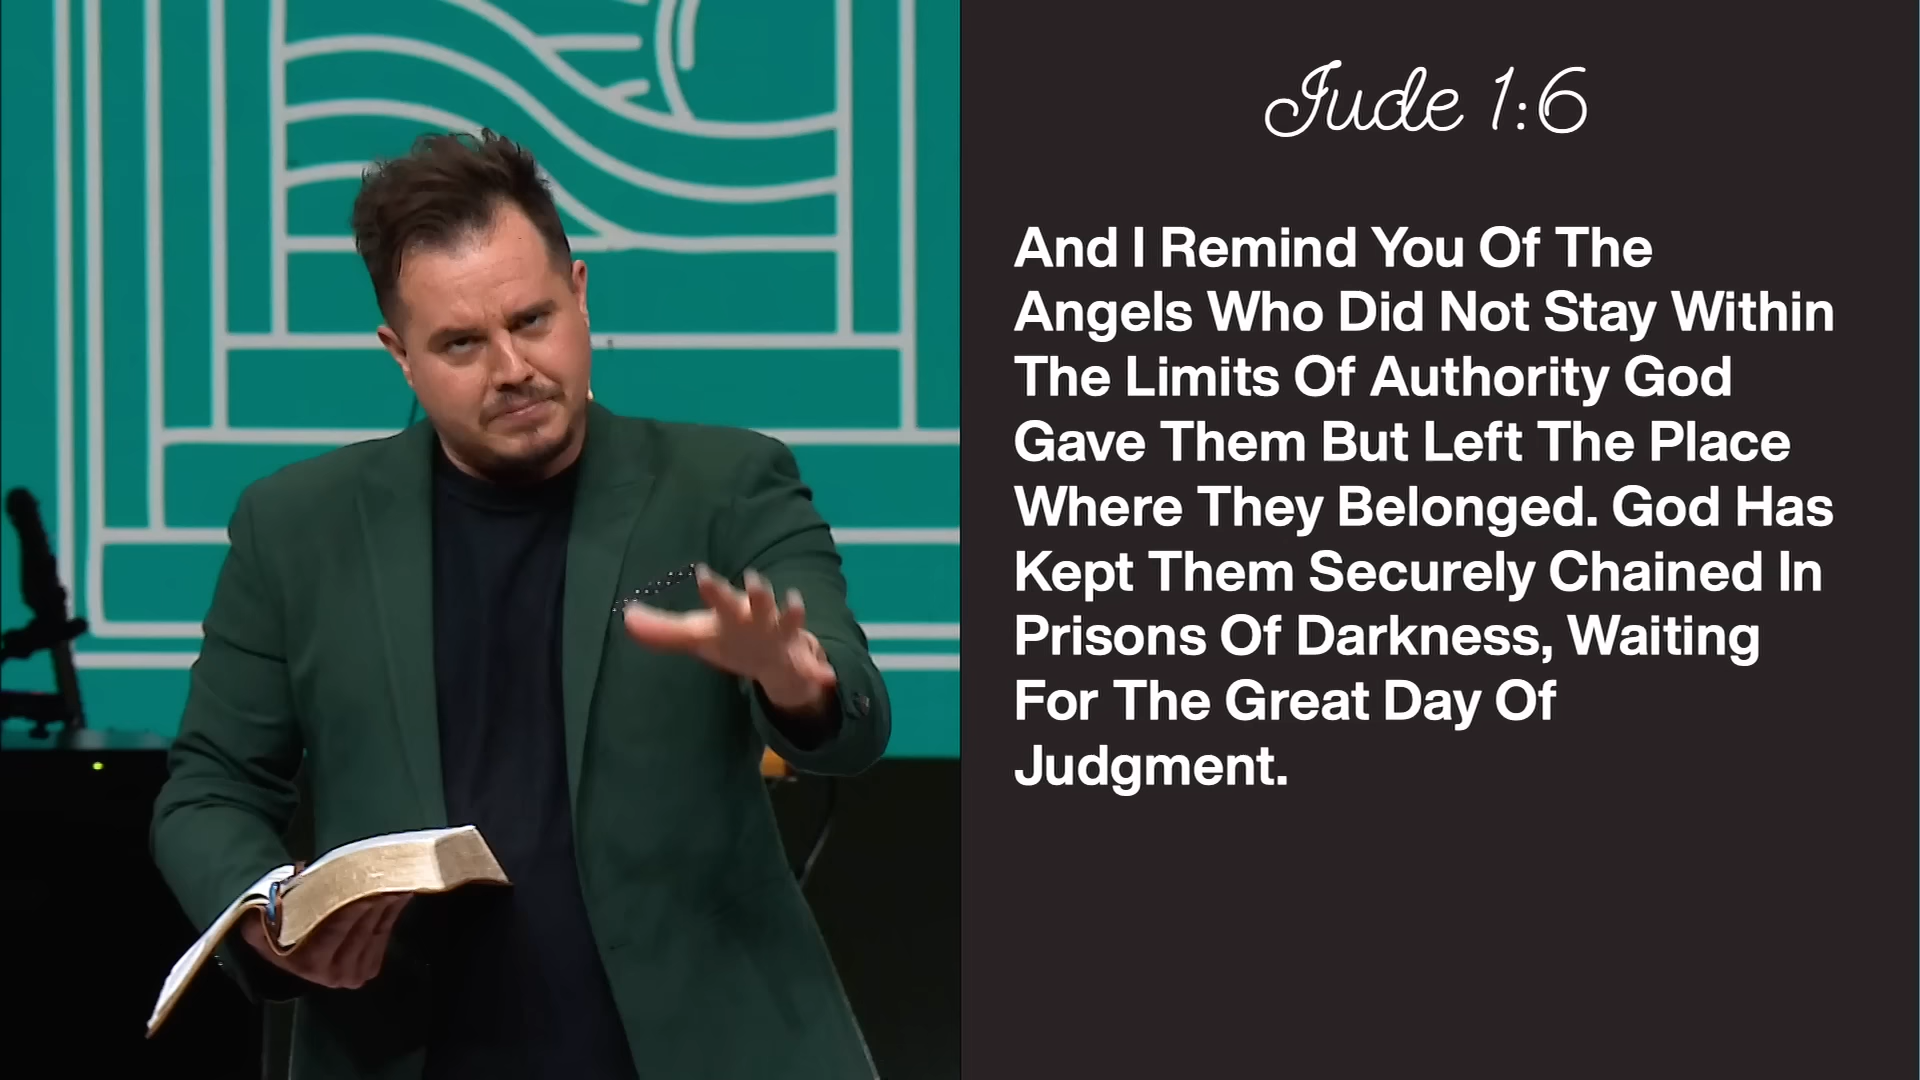 Jude 1:6
And I Remind You Of The
Angels Who Did Not Stay Within
The Limits Of Authority God
Gave Them But Left The Place
Where They Belonged. God Has
Kept Them Securely Chained In
Prisons Of Darkness, Waiting
For The Great Day Of
Judgment.